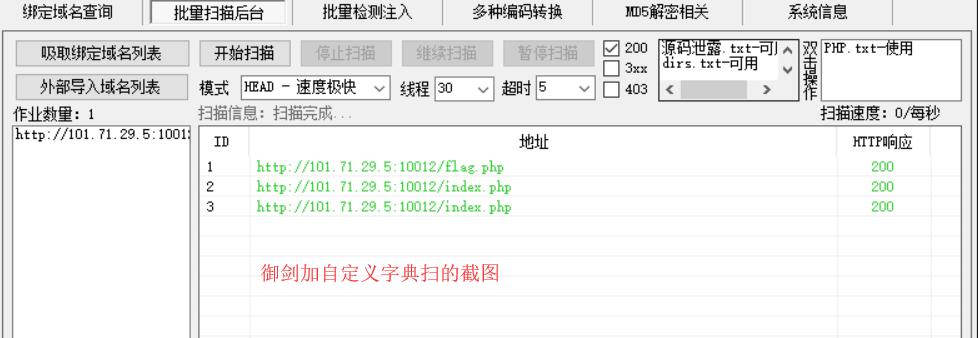 绑定域名查询 批量扫描后台 批量检测注入 多种编码转换 MD5解密相关 系统信息
吸取绑定域名列表 开始扫描 停止扫描 继续扫描 暂停扫描 200 源码泄露.txt-可用 双击操作 PHP.txt-使用
3xx dirs.txt-可用
外部导入域名列表 模式 HEAD - 速度极快 线程 30 超时 5 403
作业数量: 1 扫描信息: 扫描完成... 扫描速度: 0/每秒
http://101.71.29.5:10012
ID 地址 HTTP响应
1 http://101.71.29.5:10012/flag.php 200
2 http://101.71.29.5:10012/index.php 200
3 http://101.71.29.5:10012/index.php 200
御剑加自定义字典扫的截图